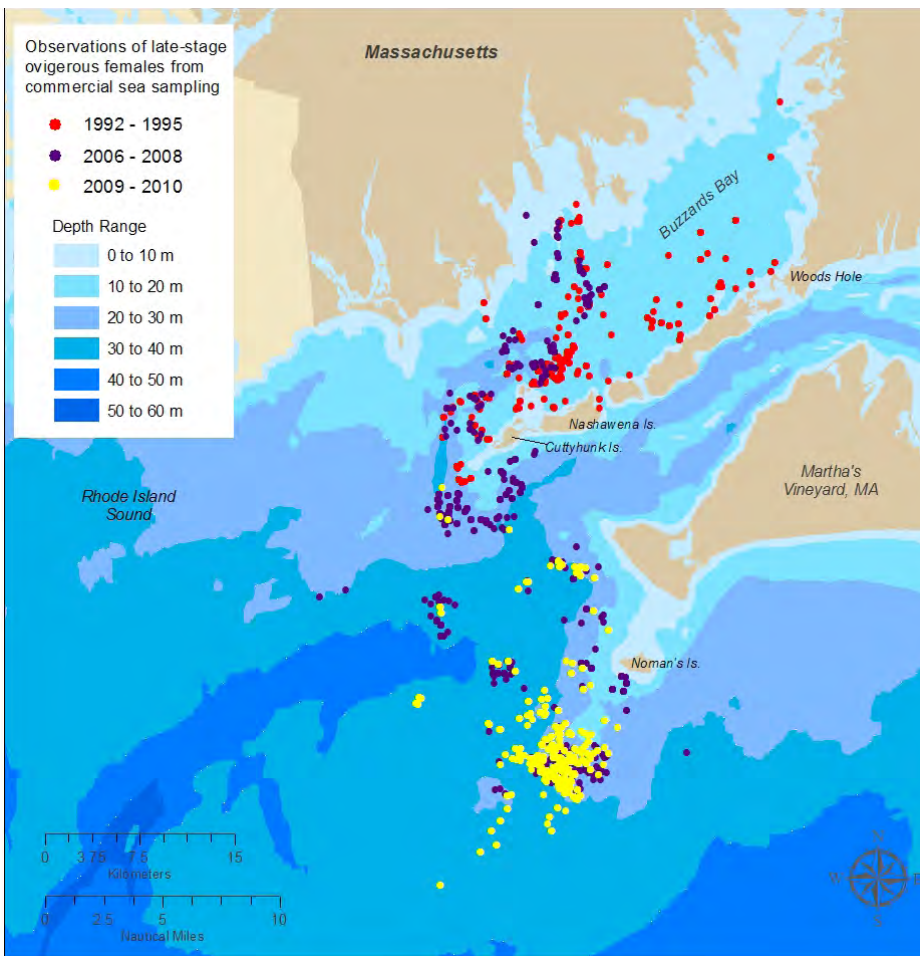 Observations of late-stage
ovigerous females from
commercial sea sampling
1992 - 1995
2006 - 2008
2009 - 2010
Depth Range
0 to 10 m
10 to 20 m
20 to 30 m
30 to 40 m
40 to 50 m
50 to 60 m
Massachusetts
Buzzards Bay
Woods Hole
Nashawena Is.
Cuttyhunk Is.
Martha's
Vineyard, MA
Rhode Island
Sound
Noman's Is.
0 3.75 7.5 15
Kilometers
0 2.5 5 10
Nautical Miles
N
W E
S